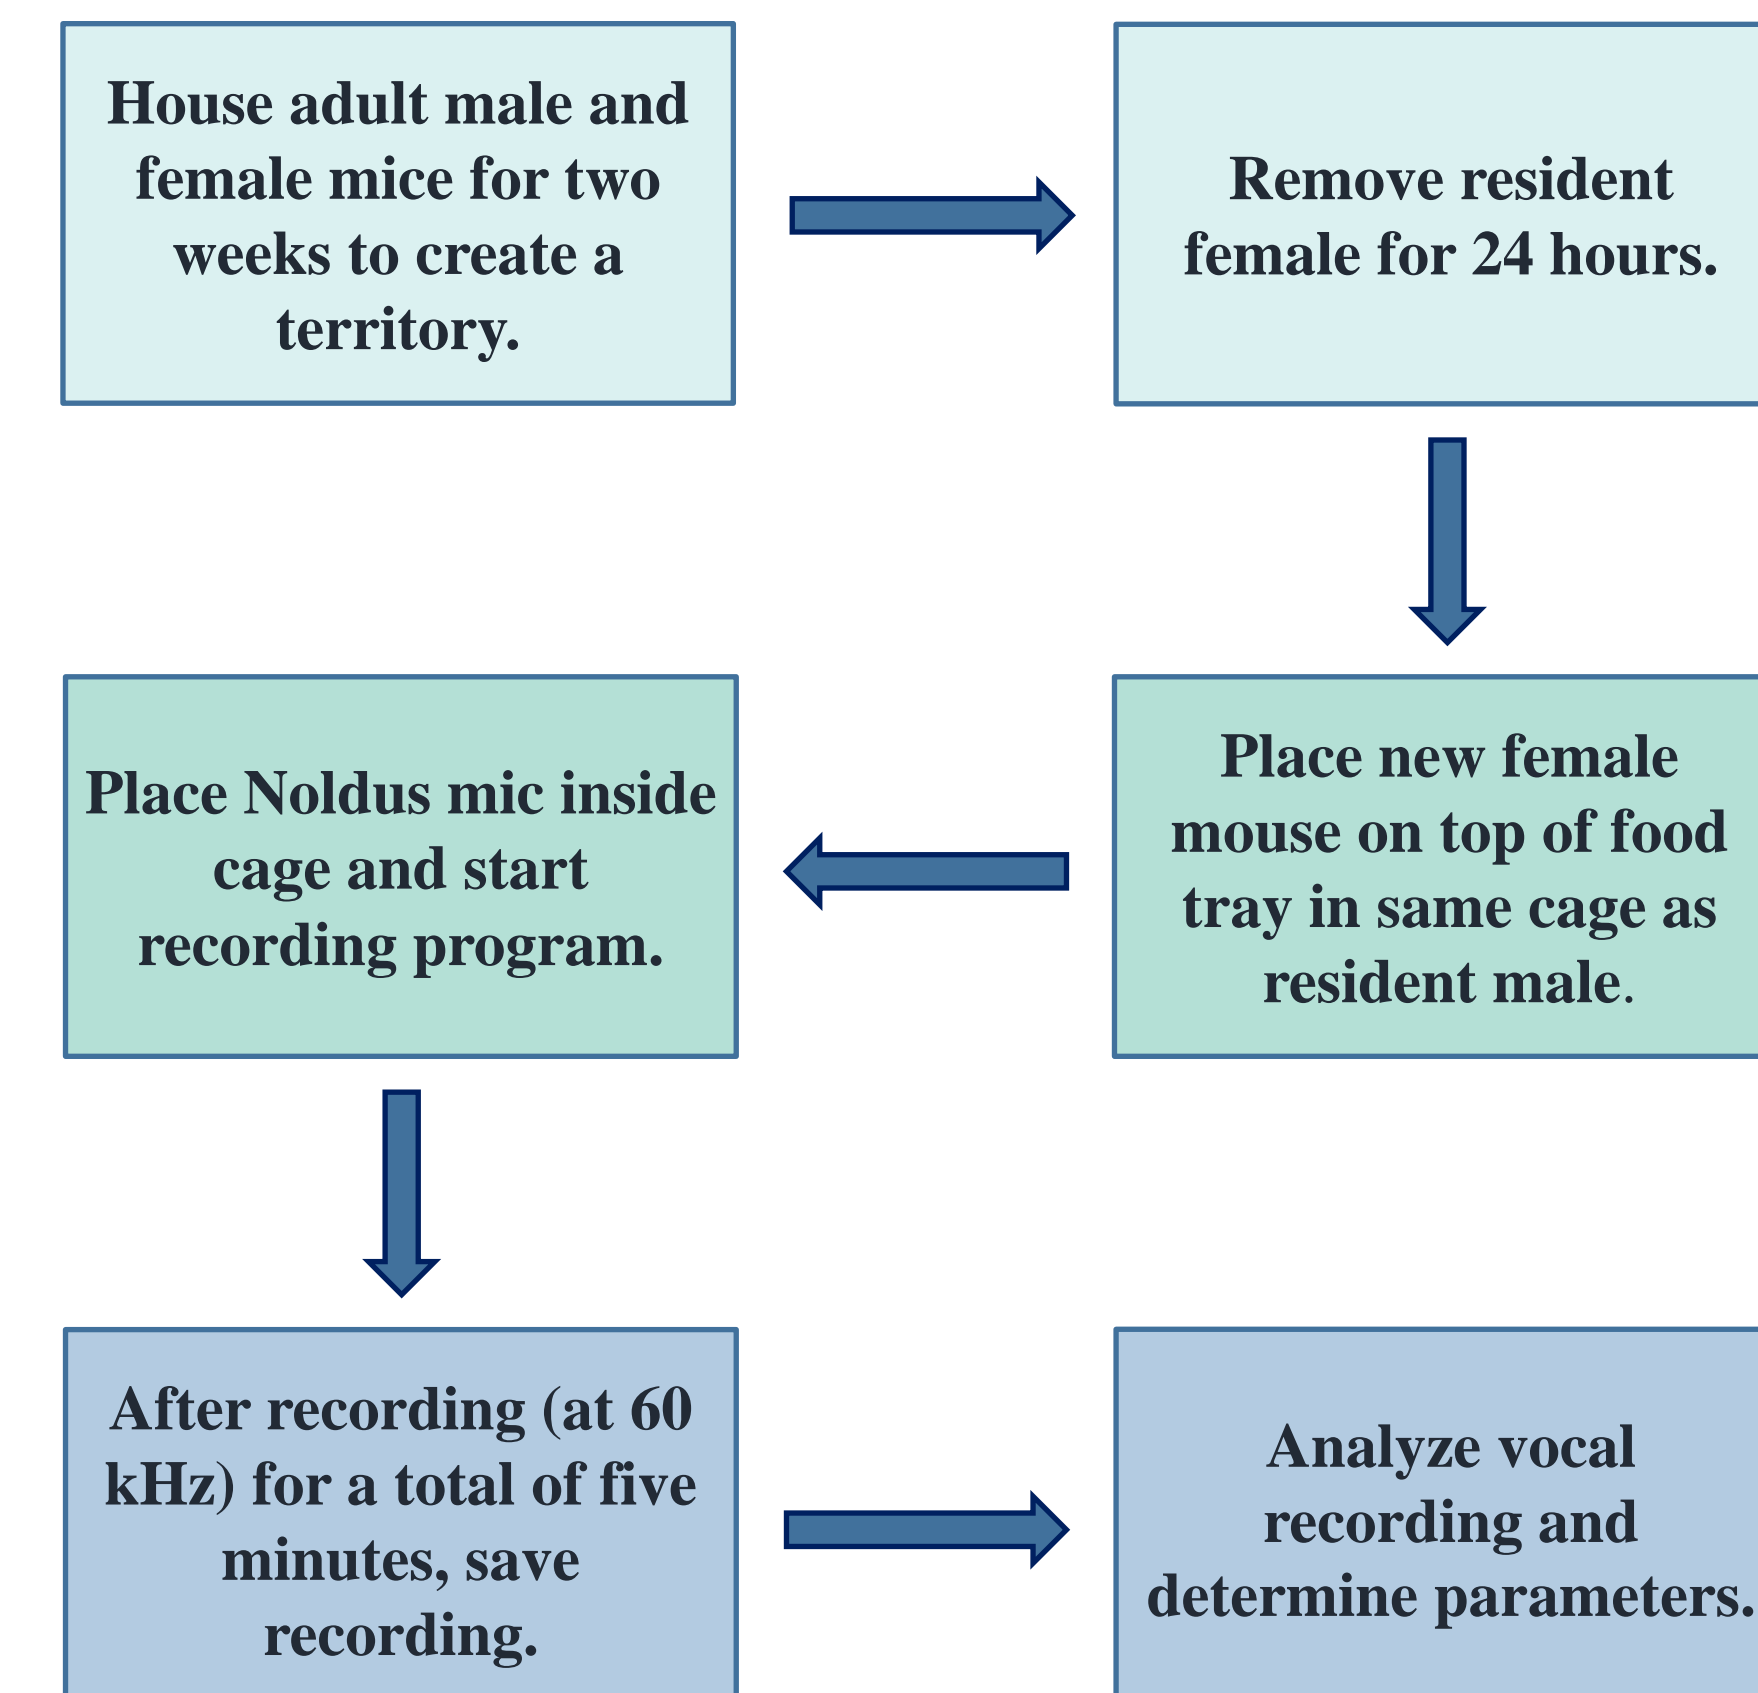 House adult male and
female mice for two
weeks to create a
territory.
Remove resident
female for 24 hours.
Place new female
mouse on top of food
tray in same cage as
resident male.
Place Noldus mic inside
cage and start
recording program.
After recording (at 60
kHz) for a total of five
minutes, save
recording.
Analyze vocal
recording and
determine parameters.